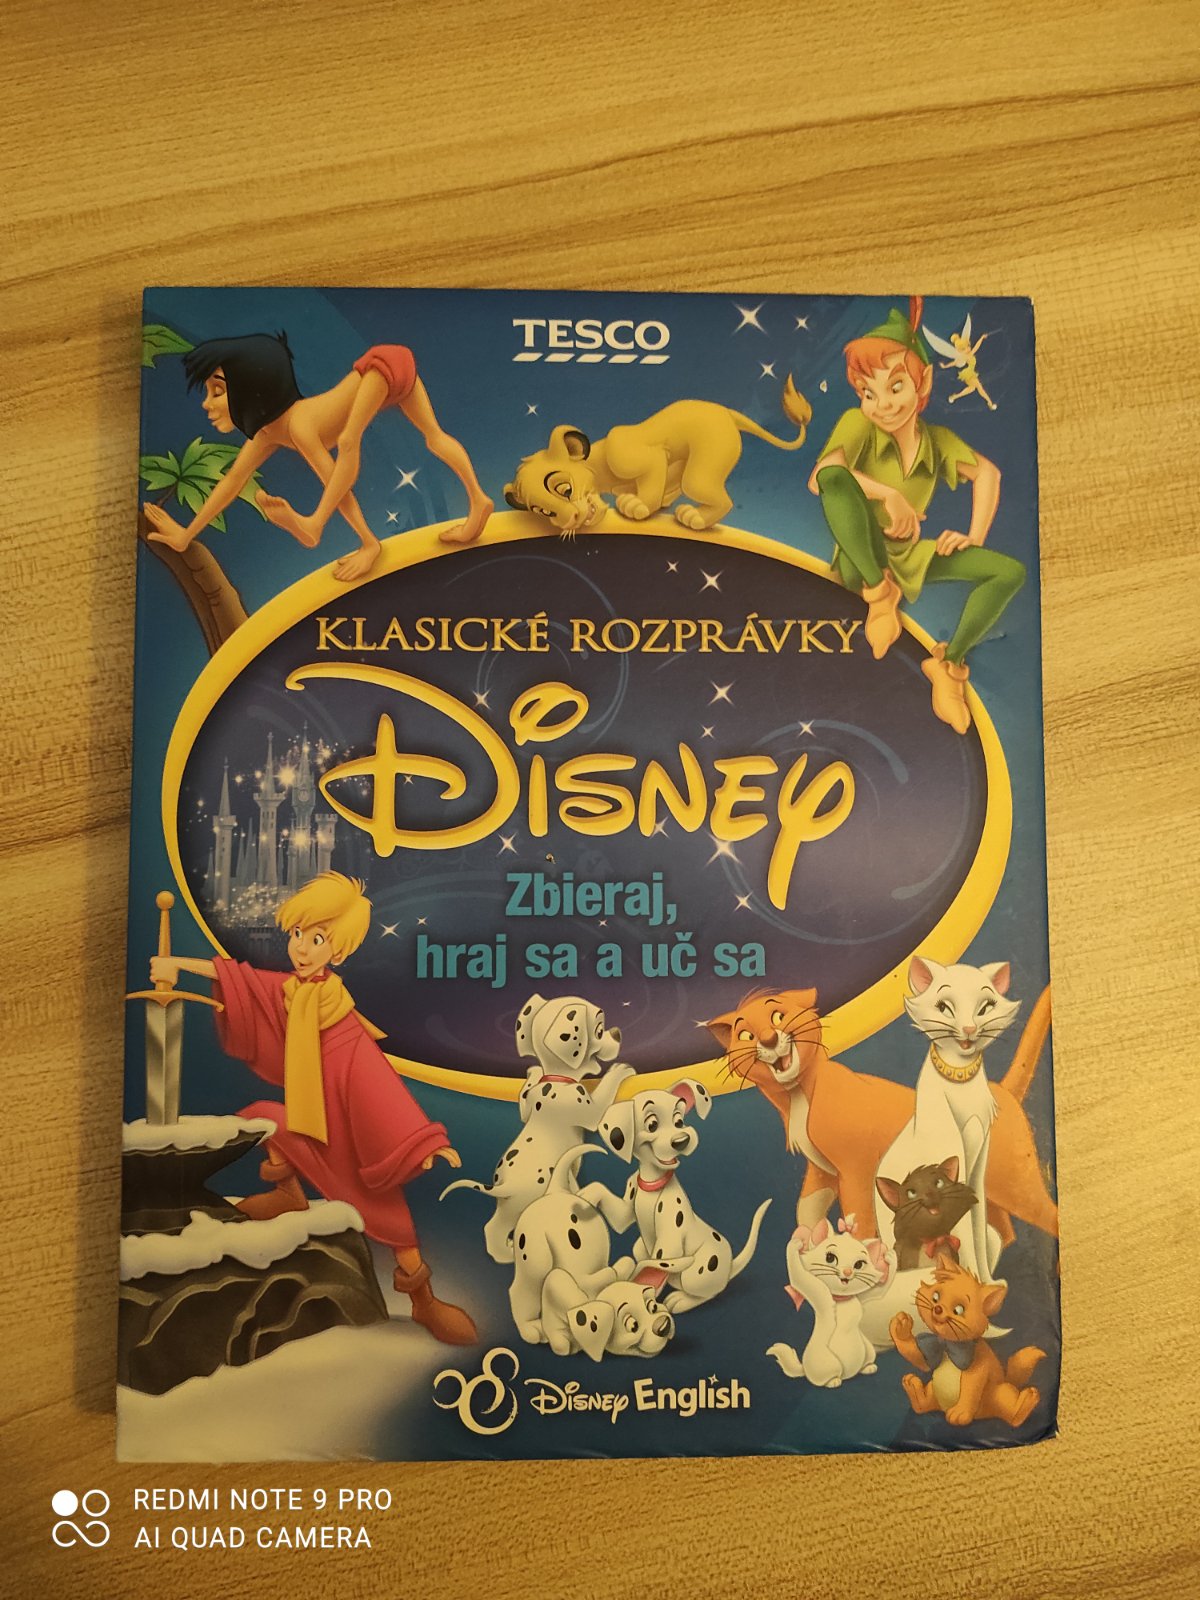 TESCO
KLASICKÉ ROZPRÁVKY
Disney
Zbieraj,
hraj sa a uč sa
Disney English
REDMI NOTE 9 PRO
AI QUAD CAMERA